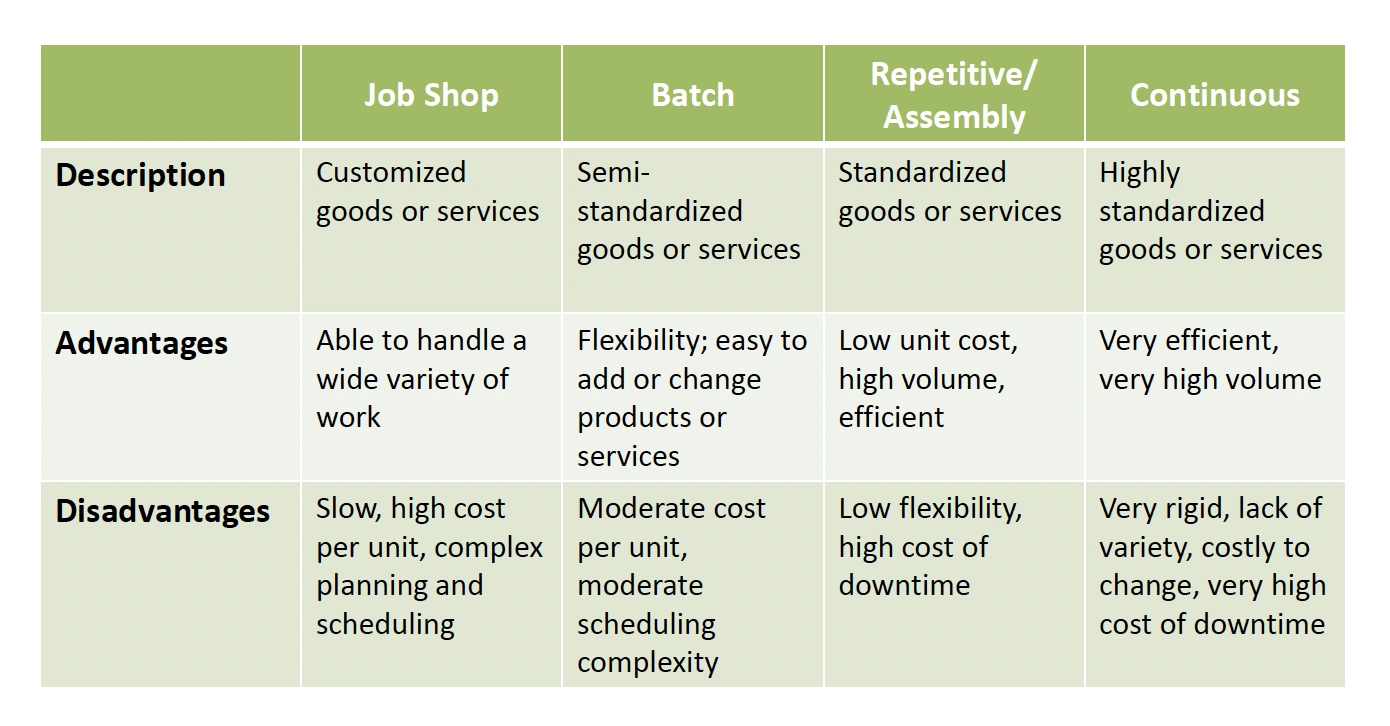 Job Shop
Batch
Repetitive/
Assembly
Continuous
Description
Customized
goods or services
Semi-
standardized
goods or services
Standardized
goods or services
Highly
standardized
goods or services
Advantages
Able to handle a
wide variety of
work
Flexibility; easy to
add or change
products or
services
Low unit cost,
high volume,
efficient
Very efficient,
very high volume
Disadvantages
Slow, high cost
per unit, complex
planning and
scheduling
Moderate cost
per unit,
moderate
scheduling
complexity
Low flexibility,
high cost of
downtime
Very rigid, lack of
variety, costly to
change, very high
cost of downtime